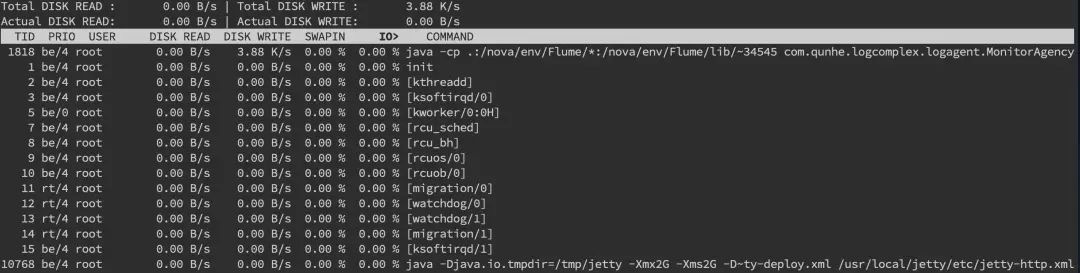 Total DISK READ :       0.00 B/s | Total DISK WRITE :       3.88 K/s
Actual DISK READ:       0.00 B/s | Actual DISK WRITE:       0.00 B/s
TID  PRIO  USER     DISK READ  DISK WRITE  SWAPIN     IO>    COMMAND
1818 be/4 root        0.00 B/s    3.88 K/s  0.00 %  0.00 % java -cp .:/nova/env/Flume/*:/nova/env/Flume/lib/~34545 com.qunhe.logcomplex.logagent.MonitorAgency
1 be/4 root        0.00 B/s    0.00 B/s  0.00 %  0.00 % init
2 be/4 root        0.00 B/s    0.00 B/s  0.00 %  0.00 % [kthreadd]
3 be/4 root        0.00 B/s    0.00 B/s  0.00 %  0.00 % [ksoftirqd/0]
5 be/0 root        0.00 B/s    0.00 B/s  0.00 %  0.00 % [kworker/0:0H]
7 be/4 root        0.00 B/s    0.00 B/s  0.00 %  0.00 % [rcu_sched]
8 be/4 root        0.00 B/s    0.00 B/s  0.00 %  0.00 % [rcu_bh]
9 be/4 root        0.00 B/s    0.00 B/s  0.00 %  0.00 % [rcuos/0]
10 be/4 root        0.00 B/s    0.00 B/s  0.00 %  0.00 % [rcuob/0]
11 rt/4 root        0.00 B/s    0.00 B/s  0.00 %  0.00 % [migration/0]
12 rt/4 root        0.00 B/s    0.00 B/s  0.00 %  0.00 % [watchdog/0]
13 rt/4 root        0.00 B/s    0.00 B/s  0.00 %  0.00 % [watchdog/1]
14 rt/4 root        0.00 B/s    0.00 B/s  0.00 %  0.00 % [migration/1]
15 be/4 root        0.00 B/s    0.00 B/s  0.00 %  0.00 % [ksoftirqd/1]
10768 be/4 root        0.00 B/s    0.00 B/s  0.00 %  0.00 % java -Djava.io.tmpdir=/tmp/jetty -Xmx2G -Xms2G -D~ty-deploy.xml /usr/local/jetty/etc/jetty-http.xml